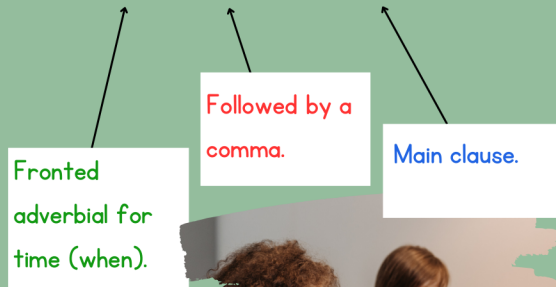 Followed by a
comma.
Main clause.
Fronted
adverbial for
time (when).